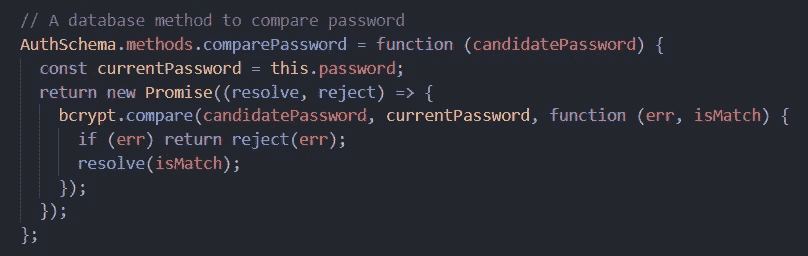 // A database method to compare password
AuthSchema.methods.comparePassword = function (candidatePassword) {
  const currentPassword = this.password;
  return new Promise((resolve, reject) => {
    bcrypt.compare(candidatePassword, currentPassword, function (err, isMatch) {
      if (err) return reject(err);
      resolve(isMatch);
    });
  });
};